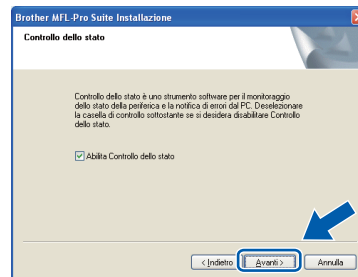 Brother MFL-Pro Suite Installazione
Controllo dello stato
Controllo dello stato è uno strumento software per il monitoraggio
dello stato della periferica e la notifica di errori dal PC. Deselezionare
la casella di controllo sottostante se si desidera disabilitare Controllo
dello stato.
Abilita Controllo dello stato
< Indietro Avanti > Annulla